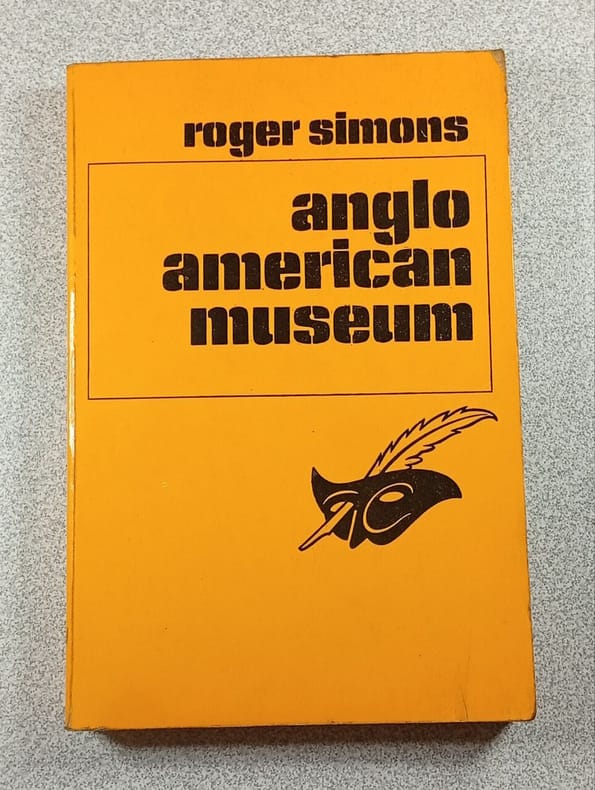 roger simons
anglo
american
museum